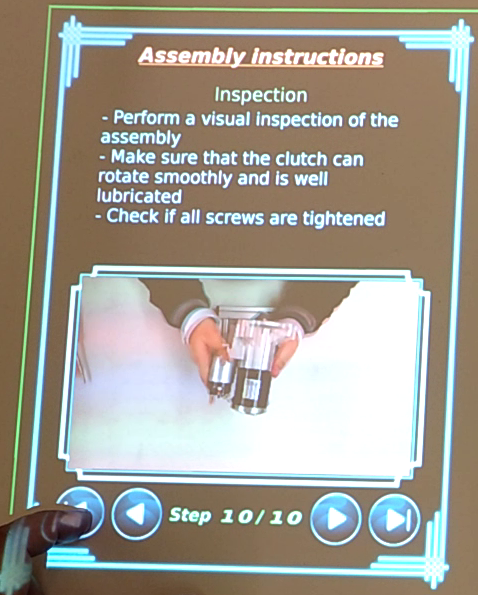 Assembly instructions
Inspection
- Perform a visual inspection of the
assembly
- Make sure that the clutch can
rotate smoothly and is well
lubricated
- Check if all screws are tightened
Step 10/10